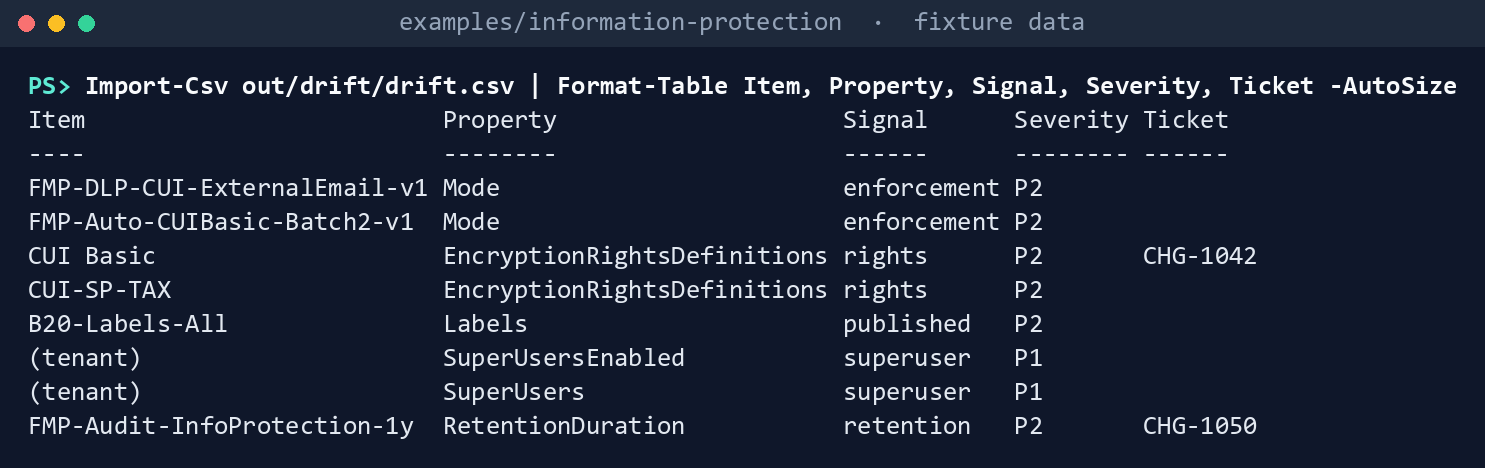 examples/information-protection · fixture data
PS> Import-Csv out/drift/drift.csv | Format-Table Item, Property, Signal, Severity, Ticket -AutoSize
Item                         Property                    Signal      Severity Ticket
----                         --------                    ------      -------- ------
FMP-DLP-CUI-ExternalEmail-v1 Mode                        enforcement P2
FMP-Auto-CUIBasic-Batch2-v1  Mode                        enforcement P2
CUI Basic                    EncryptionRightsDefinitions rights      P2       CHG-1042
CUI-SP-TAX                   EncryptionRightsDefinitions rights      P2
B20-Labels-All               Labels                      published   P2
(tenant)                     SuperUsersEnabled           superuser   P1
(tenant)                     SuperUsers                  superuser   P1
FMP-Audit-InfoProtection-1y  RetentionDuration           retention   P2       CHG-1050